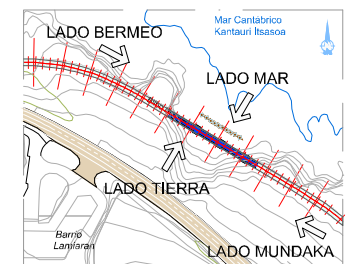 Mar Cantábrico
Kantauri Itsasoa
LADO BERMEO
LADO MAR
LADO TIERRA
Barrio
Lamiaran
LADO MUNDAKA